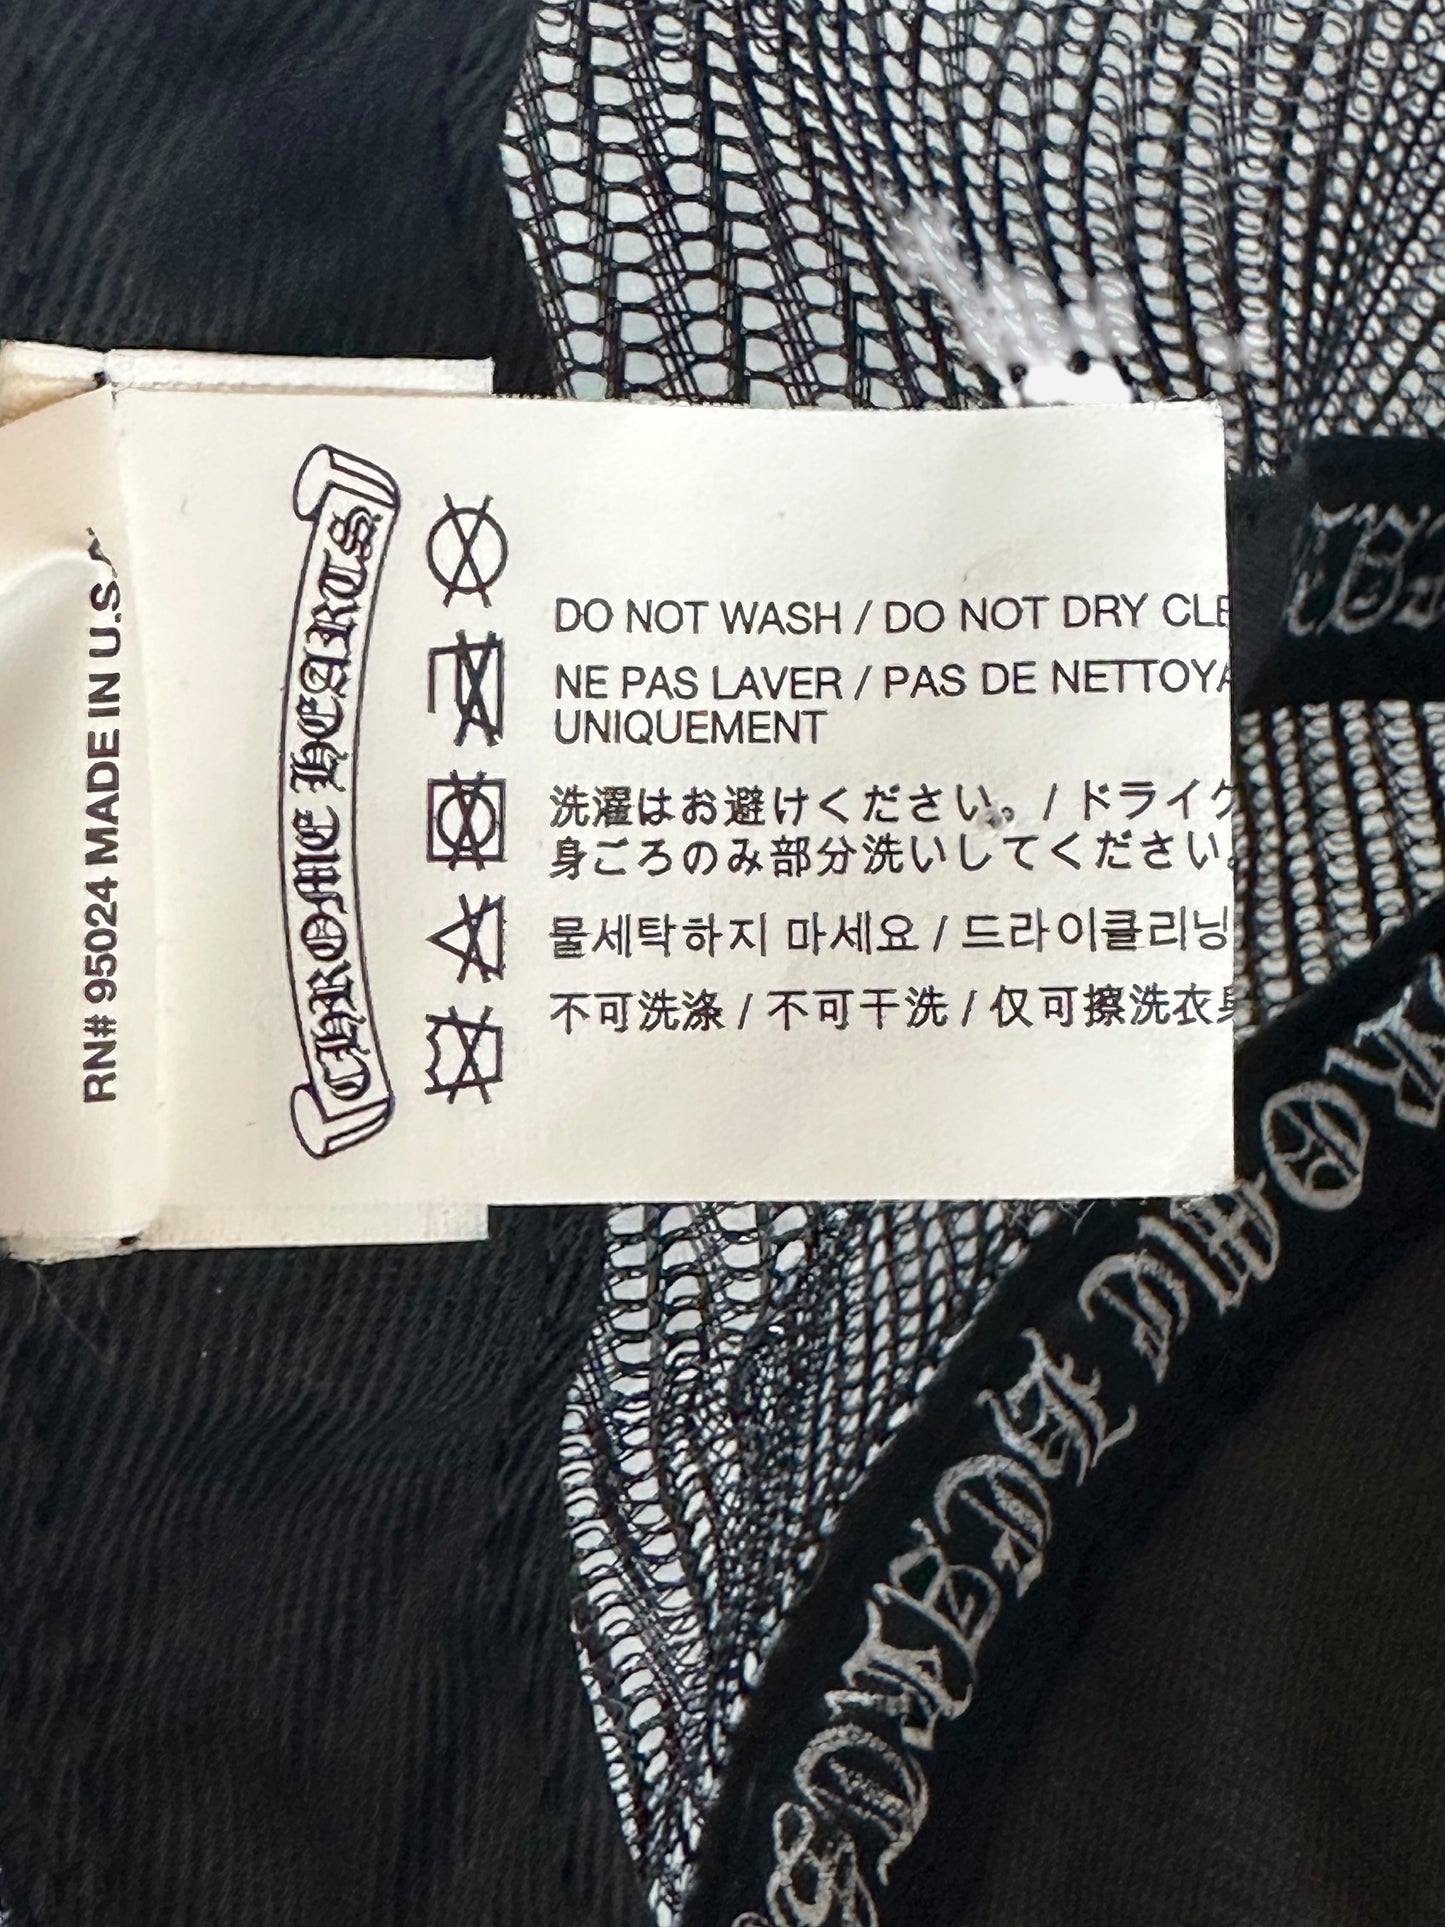 RN# 95024 MADE IN U.S.
CHROME HEARTS
DO NOT WASH / DO NOT DRY CLE
NE PAS LAVER / PAS DE NETTOYA
UNIQUEMENT
洗濯はお避けください。/ ドライク
身ごろのみ部分洗いしてください。
물세탁하지 마세요 / 드라이클리닝
不可洗涤 / 不可干洗 / 仅可擦洗衣身